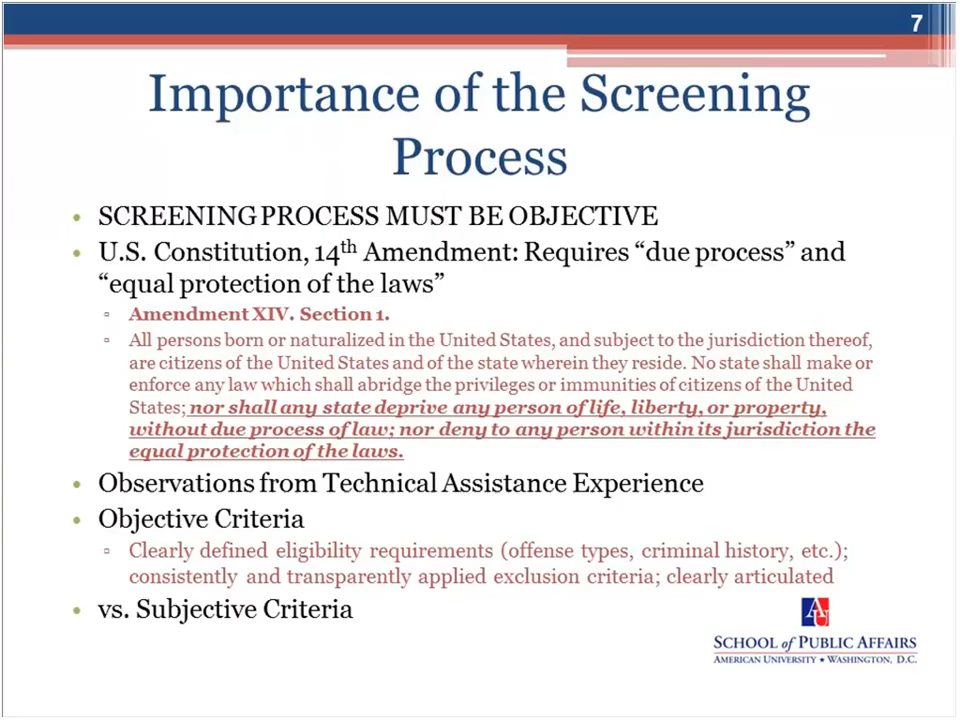 7
Importance of the Screening
Process
• SCREENING PROCESS MUST BE OBJECTIVE
• U.S. Constitution, 14th Amendment: Requires “due process” and
“equal protection of the laws”
▫ Amendment XIV. Section 1.
▫ All persons born or naturalized in the United States, and subject to the jurisdiction thereof,
are citizens of the United States and of the state wherein they reside. No state shall make or
enforce any law which shall abridge the privileges or immunities of citizens of the United
States; nor shall any state deprive any person of life, liberty, or property,
without due process of law; nor deny to any person within its jurisdiction the
equal protection of the laws.
• Observations from Technical Assistance Experience
• Objective Criteria
▫ Clearly defined eligibility requirements (offense types, criminal history, etc.);
consistently and transparently applied exclusion criteria; clearly articulated
• vs. Subjective Criteria
AU
SCHOOL of PUBLIC AFFAIRS
AMERICAN UNIVERSITY • WASHINGTON, D.C.